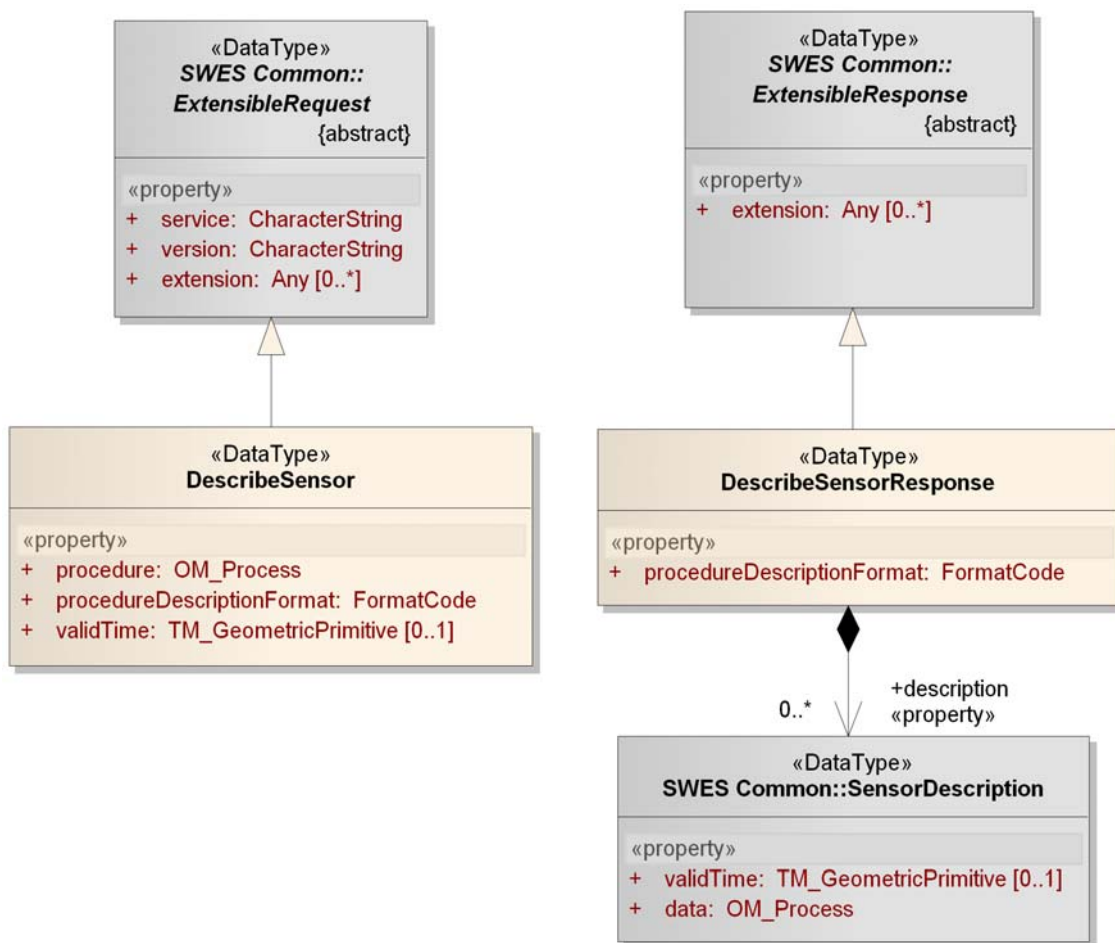 «DataType»
SWES Common::
ExtensibleRequest
{abstract}
«property»
+ service: CharacterString
+ version: CharacterString
+ extension: Any [0..*]
«DataType»
SWES Common::
ExtensibleResponse
{abstract}
«property»
+ extension: Any [0..*]
«DataType»
DescribeSensor
«property»
+ procedure: OM_Process
+ procedureDescriptionFormat: FormatCode
+ validTime: TM_GeometricPrimitive [0..1]
«DataType»
DescribeSensorResponse
«property»
+ procedureDescriptionFormat: FormatCode
0..*
+description
«property»
«DataType»
SWES Common::SensorDescription
«property»
+ validTime: TM_GeometricPrimitive [0..1]
+ data: OM_Process